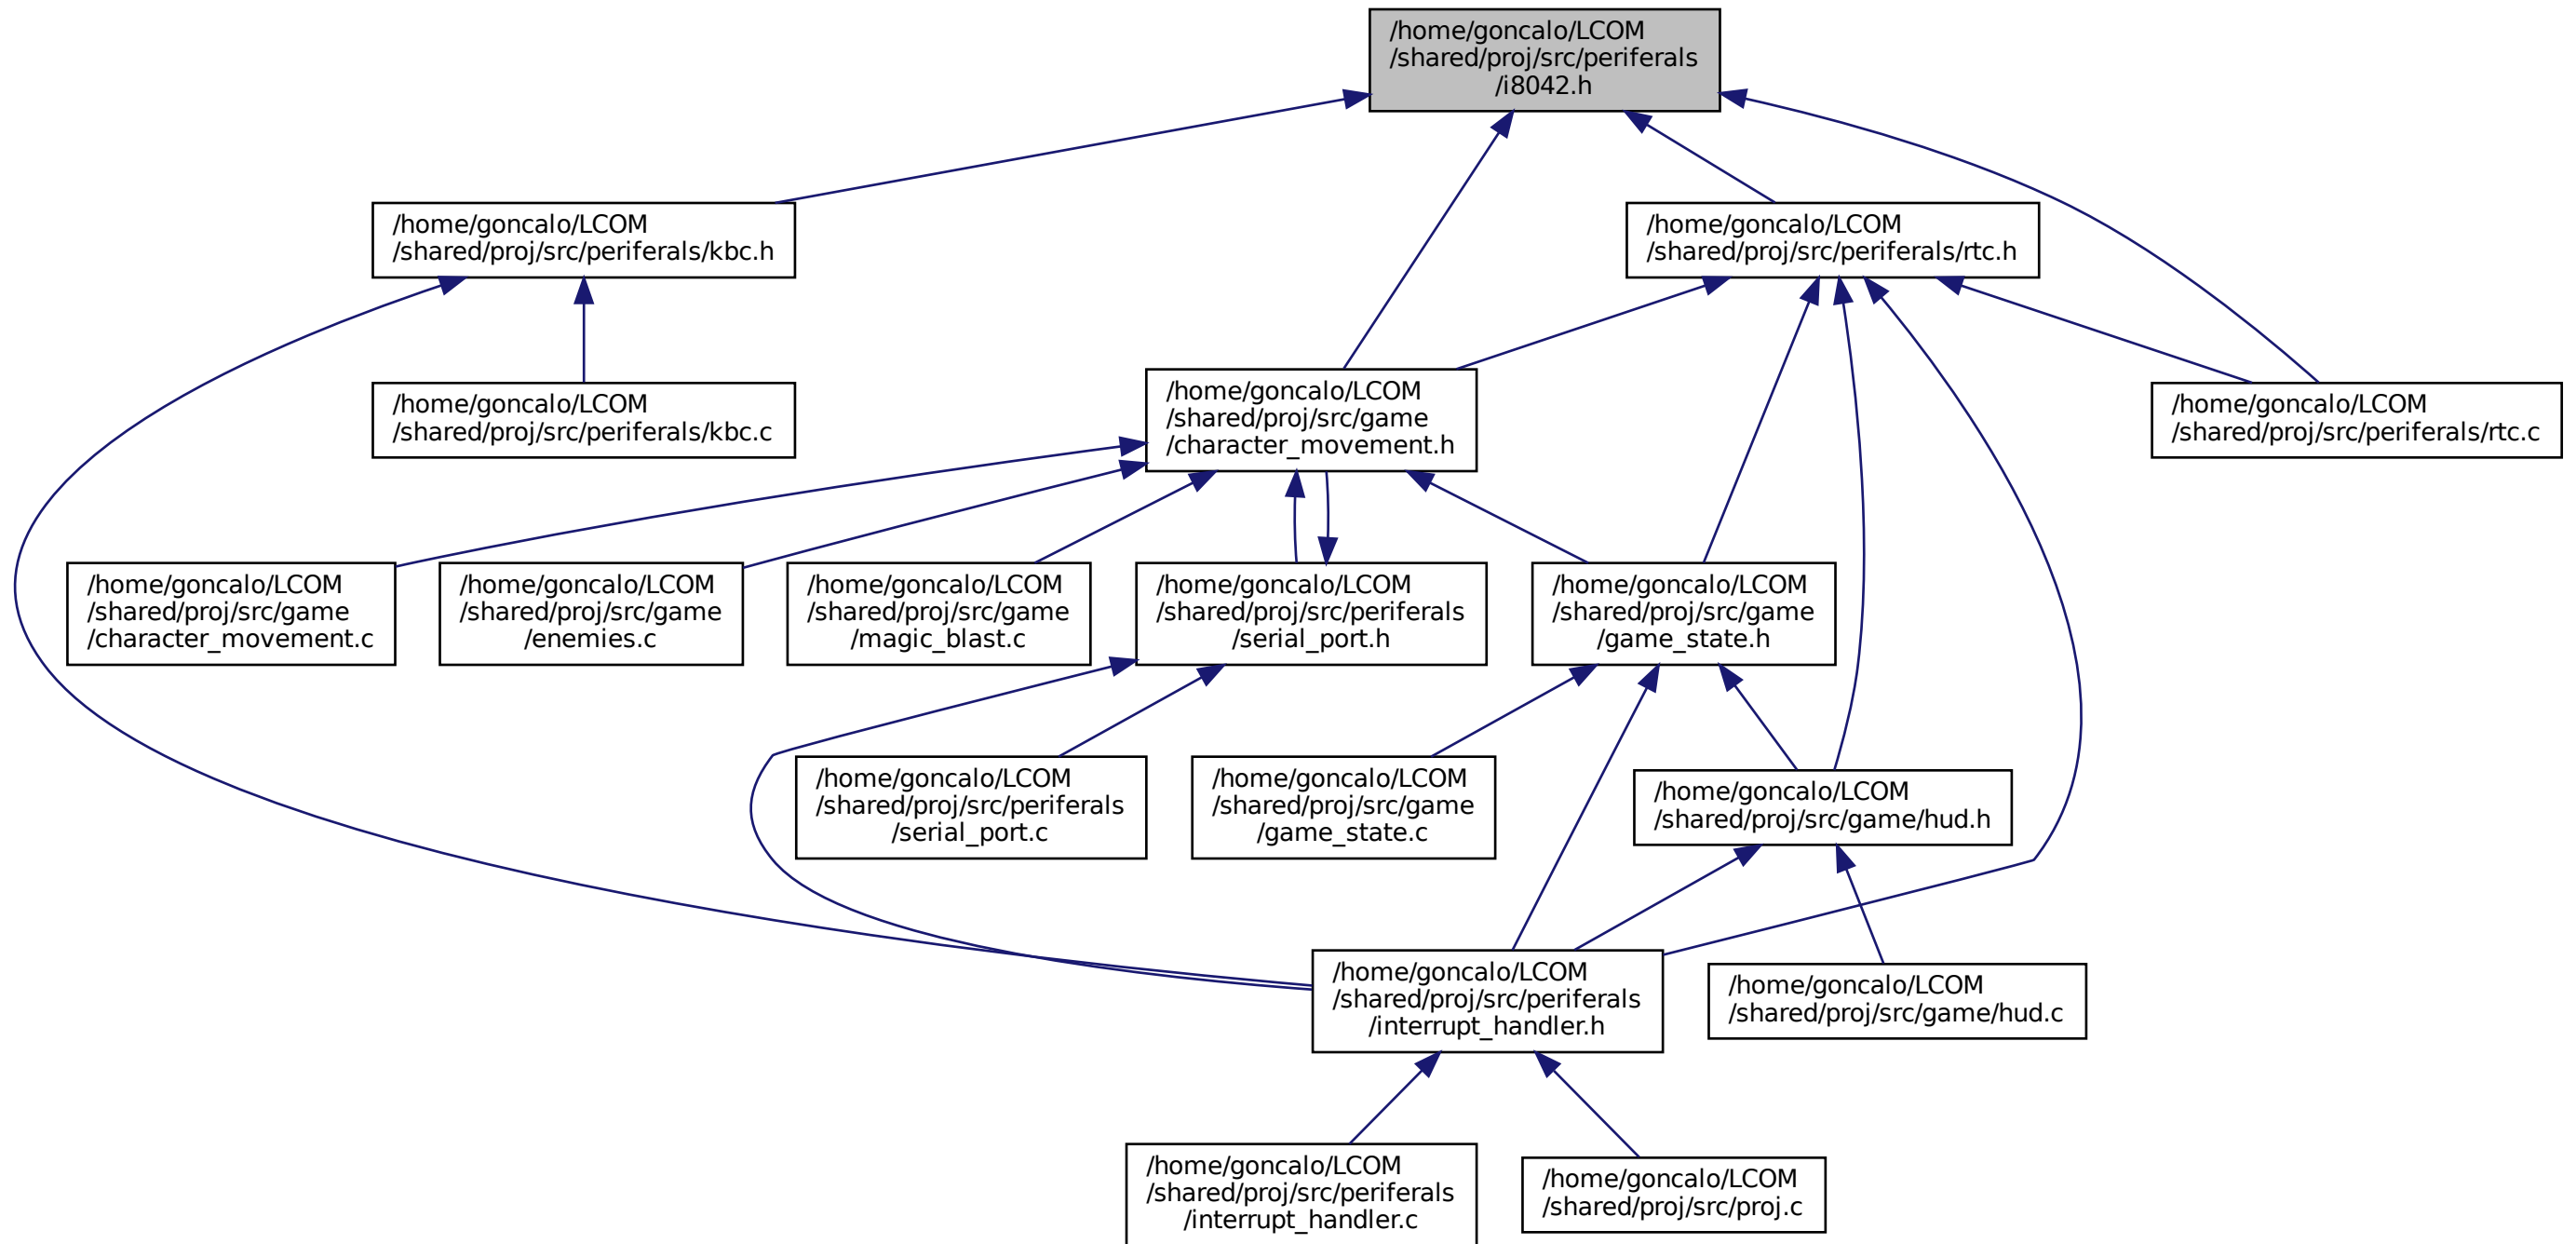 /home/goncalo/LCOM
/shared/proj/src/periferals
/i8042.h
/home/goncalo/LCOM
/shared/proj/src/periferals/kbc.h
/home/goncalo/LCOM
/shared/proj/src/periferals/rtc.h
/home/goncalo/LCOM
/shared/proj/src/periferals/kbc.c
/home/goncalo/LCOM
/shared/proj/src/game
/character_movement.h
/home/goncalo/LCOM
/shared/proj/src/periferals/rtc.c
/home/goncalo/LCOM
/shared/proj/src/game
/character_movement.c
/home/goncalo/LCOM
/shared/proj/src/game
/enemies.c
/home/goncalo/LCOM
/shared/proj/src/game
/magic_blast.c
/home/goncalo/LCOM
/shared/proj/src/periferals
/serial_port.h
/home/goncalo/LCOM
/shared/proj/src/game
/game_state.h
/home/goncalo/LCOM
/shared/proj/src/periferals
/serial_port.c
/home/goncalo/LCOM
/shared/proj/src/game
/game_state.c
/home/goncalo/LCOM
/shared/proj/src/game/hud.h
/home/goncalo/LCOM
/shared/proj/src/periferals
/interrupt_handler.h
/home/goncalo/LCOM
/shared/proj/src/game/hud.c
/home/goncalo/LCOM
/shared/proj/src/periferals
/interrupt_handler.c
/home/goncalo/LCOM
/shared/proj/src/proj.c